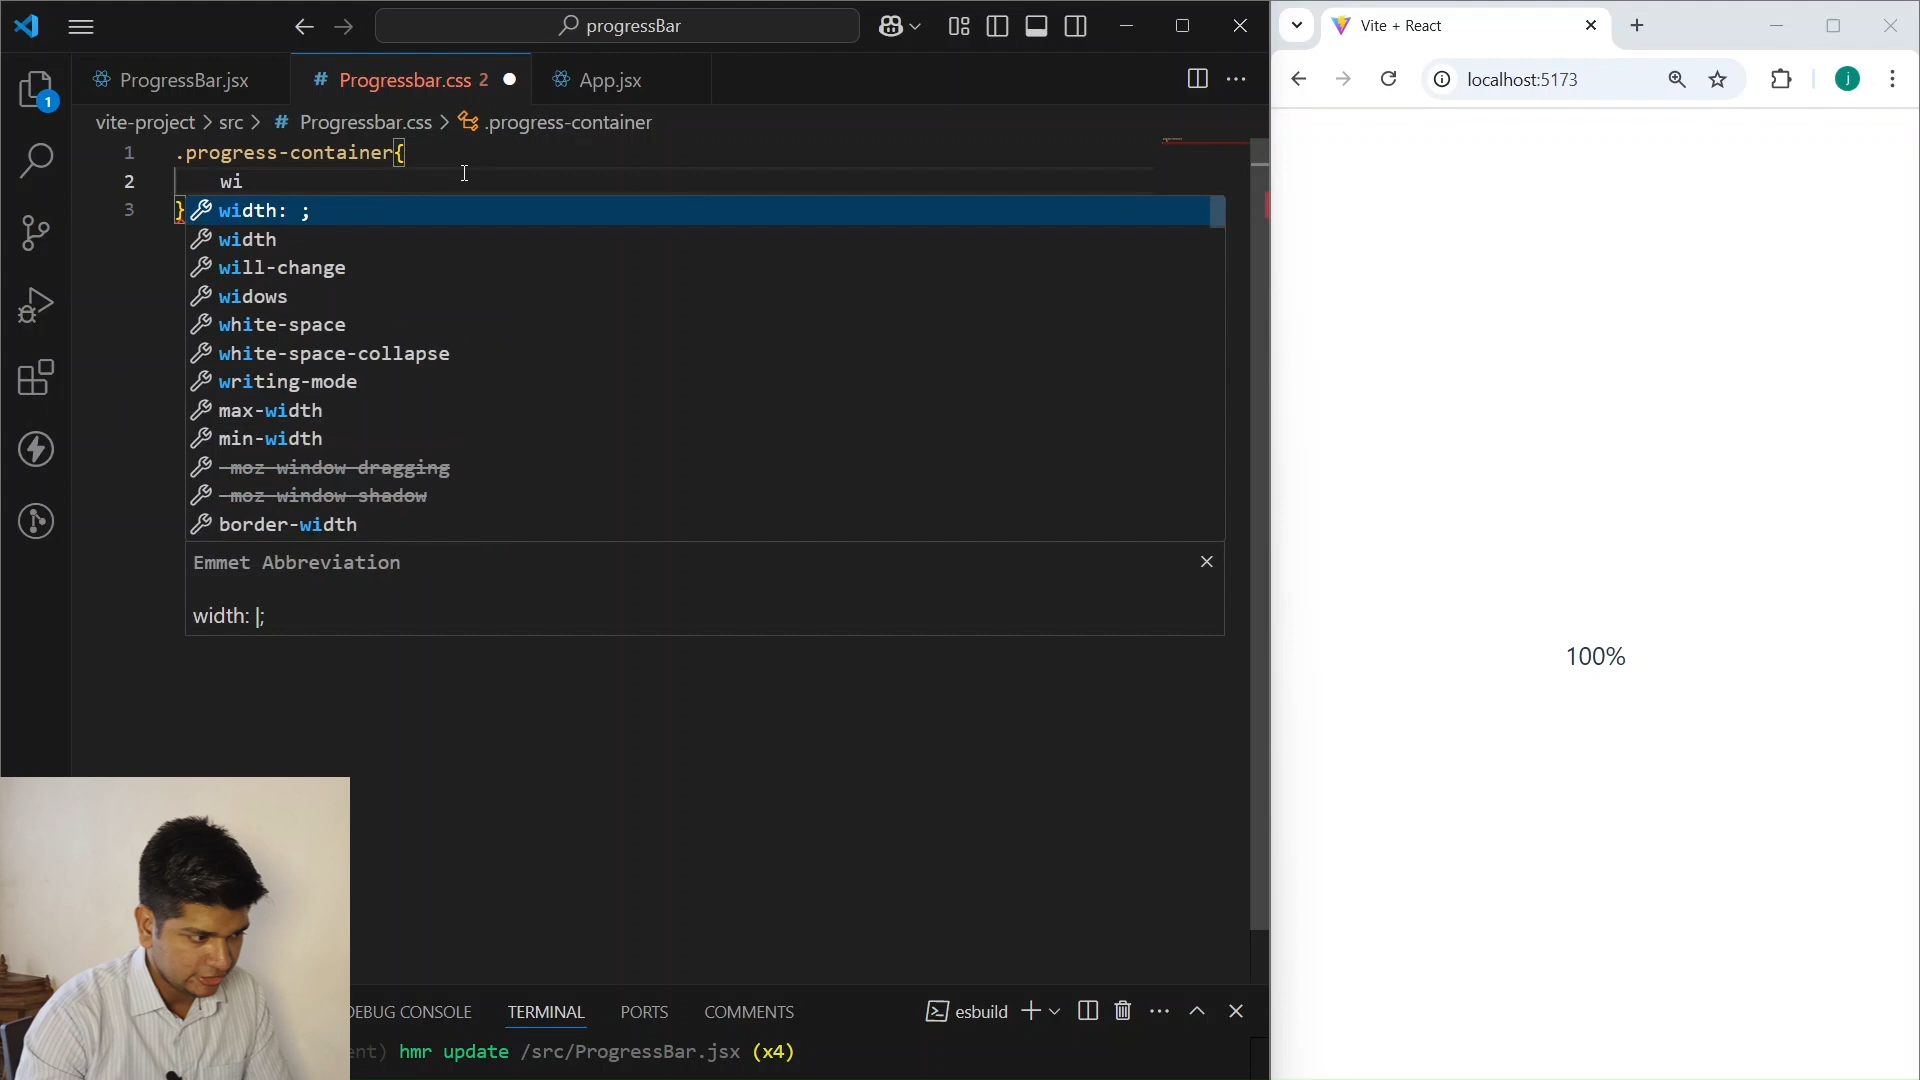 progressBar
ProgressBar.jsx
# Progressbar.css 2
App.jsx
vite-project > src > # Progressbar.css > .progress-container
1 .progress-container{
2 wi
3 }
width: ;
width
will-change
widows
white-space
white-space-collapse
writing-mode
max-width
min-width
-moz-window-dragging
-moz-window-shadow
border-width
Emmet Abbreviation
width: |;
1
DEBUG CONSOLE
TERMINAL
PORTS
COMMENTS
esbuild
ent) hmr update /src/ProgressBar.jsx (x4)
Vite + React
localhost:5173
j
100%